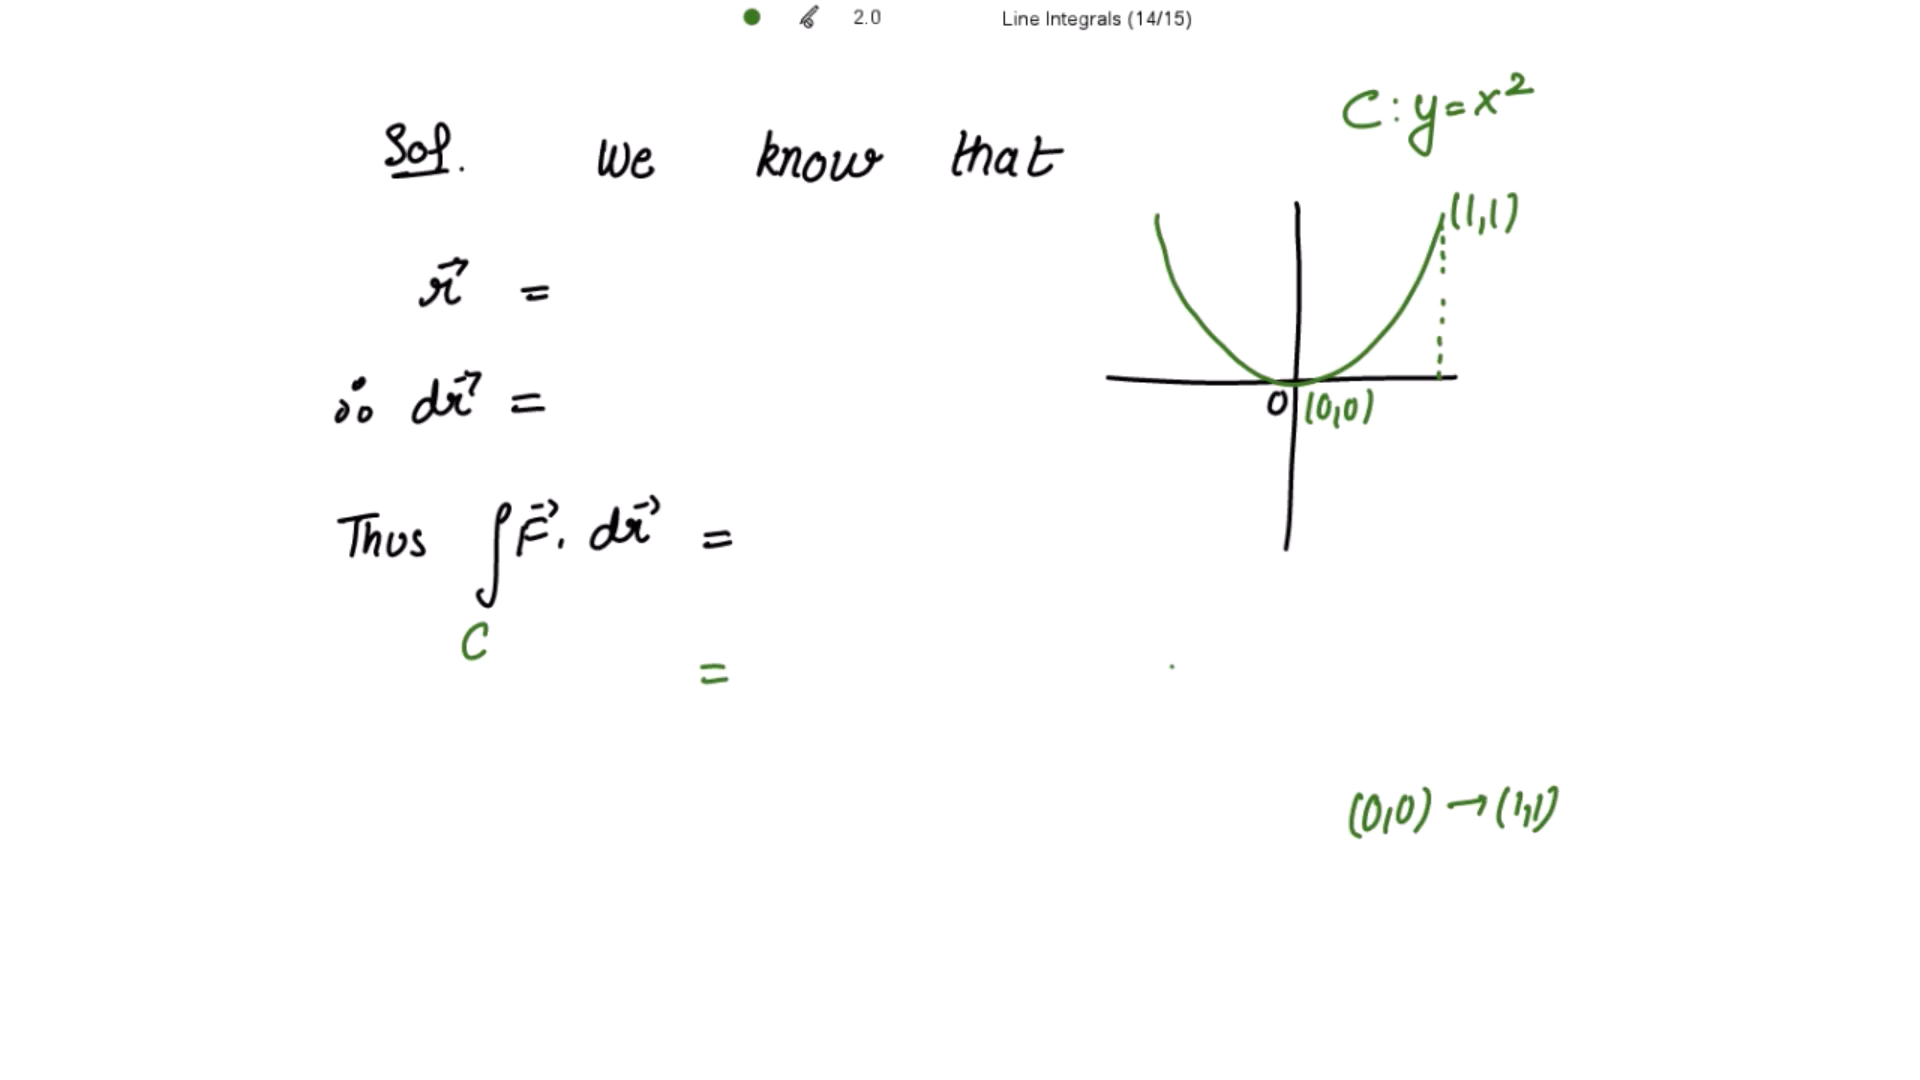 2.0 Line Integrals (14/15)
C : y = x²
Sol. We know that
(1,1)
r⃗ =
∴ dr⃗ =
O (0,0)
Thus ∫F⃗. dr⃗ =
C
=
(0,0) → (1,1)